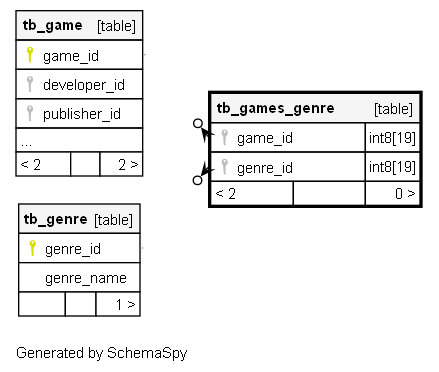 tb_game [table]
game_id
developer_id
publisher_id
...
< 2 2 >
tb_games_genre [table]
game_id int8[19]
genre_id int8[19]
< 2 0 >
tb_genre [table]
genre_id
genre_name
1 >
Generated by SchemaSpy